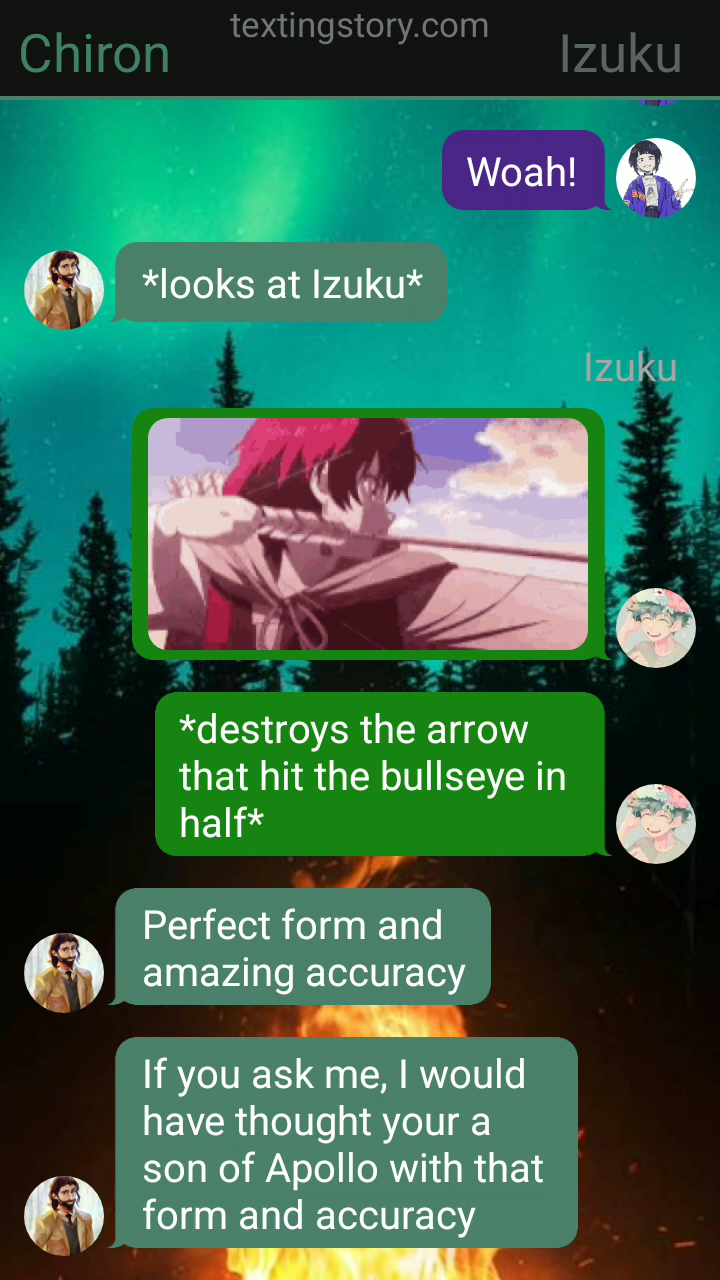 textingstory.com
Chiron
Izuku
Woah!
*looks at Izuku*
Izuku
*destroys the arrow
that hit the bullseye in
half*
Perfect form and
amazing accuracy
If you ask me, I would
have thought your a
son of Apollo with that
form and accuracy